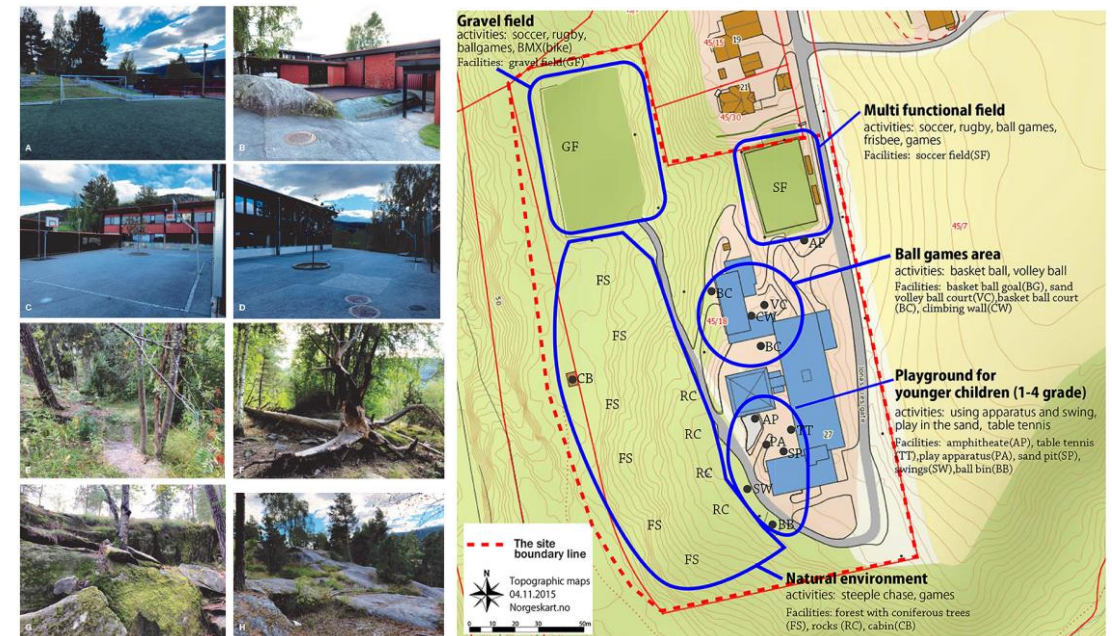 A
B
C
D
E
F
G
H
Gravel field
activities: soccer, rugby,
ballgames, BMX(bike)
Facilities: gravel field(GF)
45/15
19
21
45/30
GF
SF
AP
Multi functional field
activities: soccer, rugby, ball games,
frisbee, games
Facilities: soccer field(SF)
45/7
Ball games area
activities: basket ball, volley ball
Facilities: basket ball goal(BG), sand
volley ball court(VC),basket ball court
(BC), climbing wall(CW)
BC
VC
CW
45/18
BC
50
FS
FS
CB
FS
FS
FS
FS
RC
RC
RC
RC
Playground for
younger children (1-4 grade)
activities: using apparatus and swing,
play in the sand, table tennis
Facilities: amphitheate(AP), table tennis
(TT),play apparatus(PA), sand pit(SP),
swings(SW),ball bin(BB)
AP
TT
27
PA
SP
SW
BB
Natural environment
activities: steeple chase, games
Facilities: forest with coniferous trees
(FS), rocks (RC), cabin(CB)
The site
boundary line
Topographic maps
04.11.2015
Norgeskart.no
0 10 20 30 50m